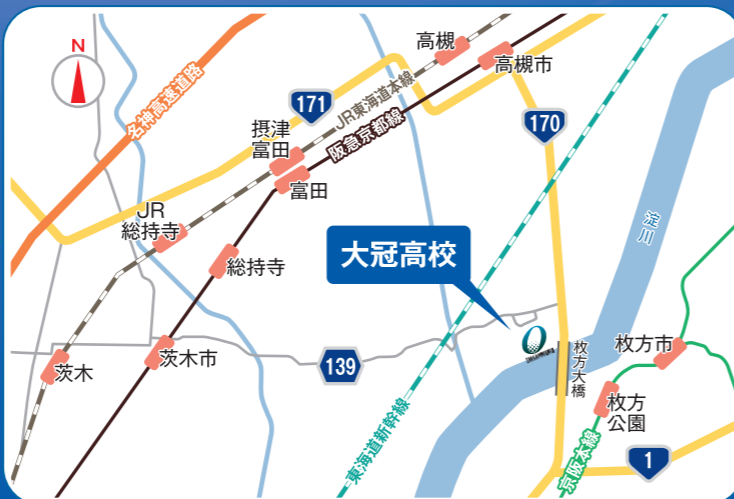 N
名神高速道路
171
JR東海道本線
高槻
高槻市
170
摂津
富田
阪急京都線
富田
淀川
JR
総持寺
総持寺
大冠高校
茨木
茨木市
139
東海道新幹線
枚方大橋
枚方市
枚方
公園
京阪本線
1